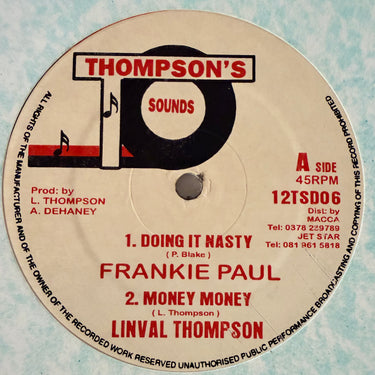 THOMPSON'S
SOUNDS
A SIDE
45RPM
12TSD06
Dist: by
MACCA
Tel: 0378 229789
JET STAR
Tel: 081 961 5818
Prod: by
L. THOMPSON
A. DEHANEY
1. DOING IT NASTY
( P. Blake )
FRANKIE PAUL
2. MONEY MONEY
( L. Thompson )
LINVAL THOMPSON
ALL RIGHTS OF THE MANUFACTURER AND OF THE OWNER OF THE RECORDED WORK RESERVED UNAUTHORISED PUBLIC PERFORMANCE BROADCASTING AND COPYING OF THIS RECORD PROHIBITED